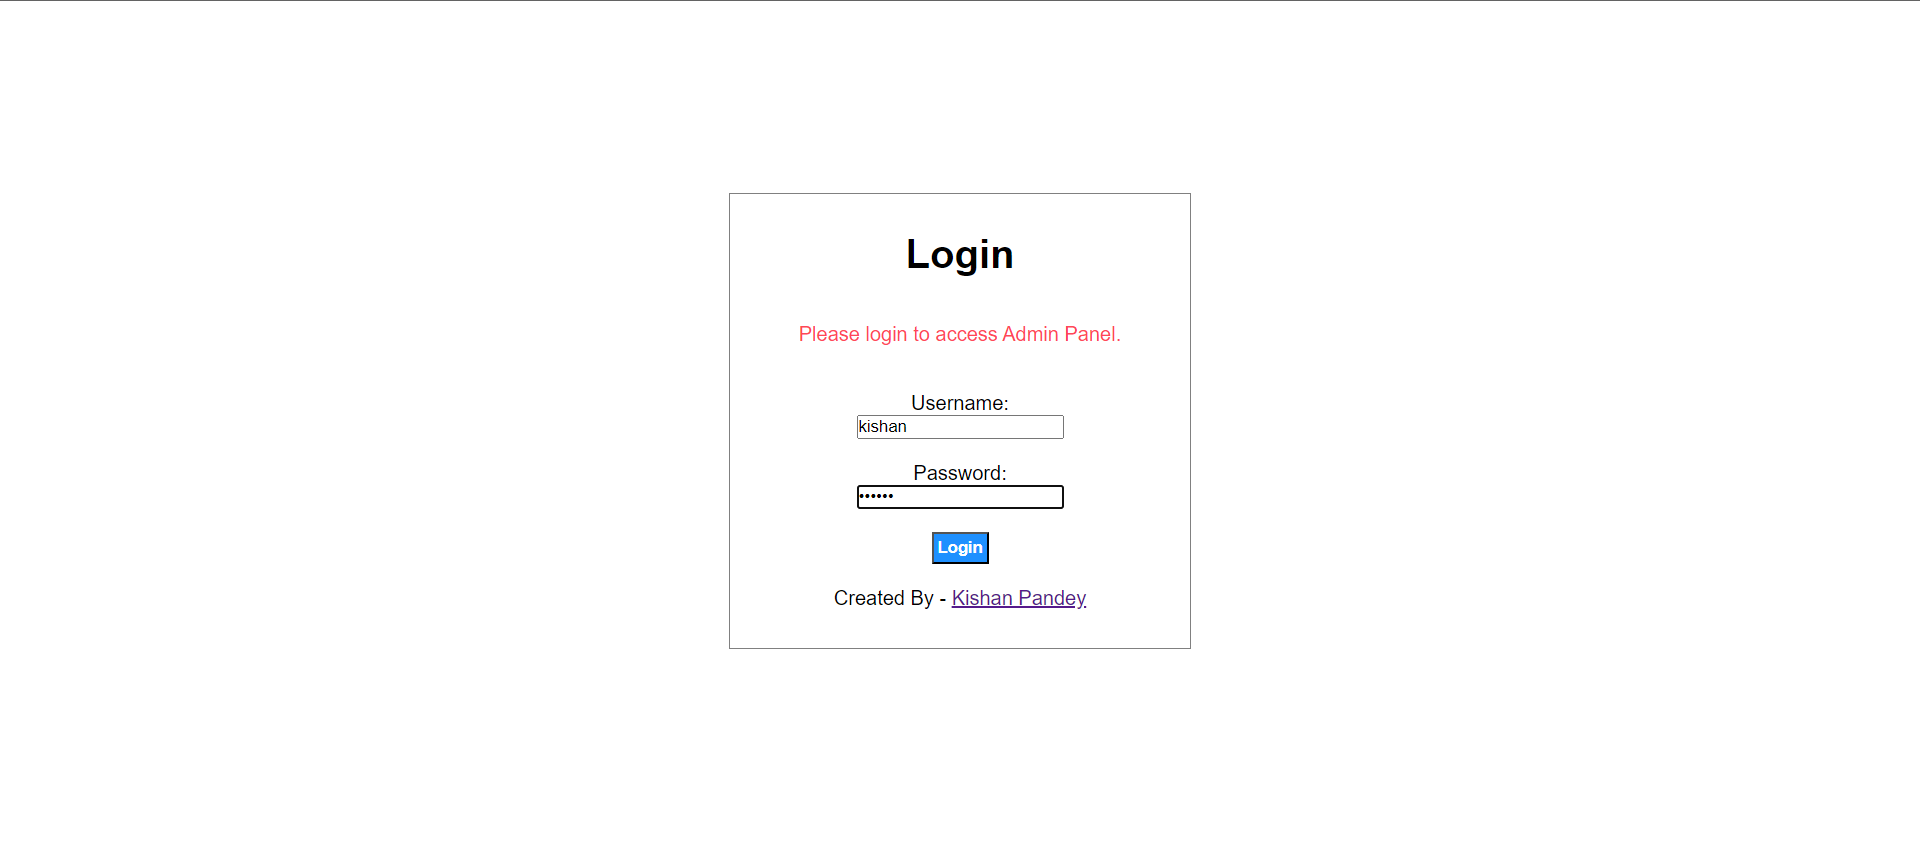 Login
Please login to access Admin Panel.
Username:
kishan
Password:
••••••
Login
Created By - Kishan Pandey